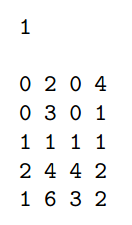 1

0 2 0 4
0 3 0 1
1 1 1 1
2 4 4 2
1 6 3 2